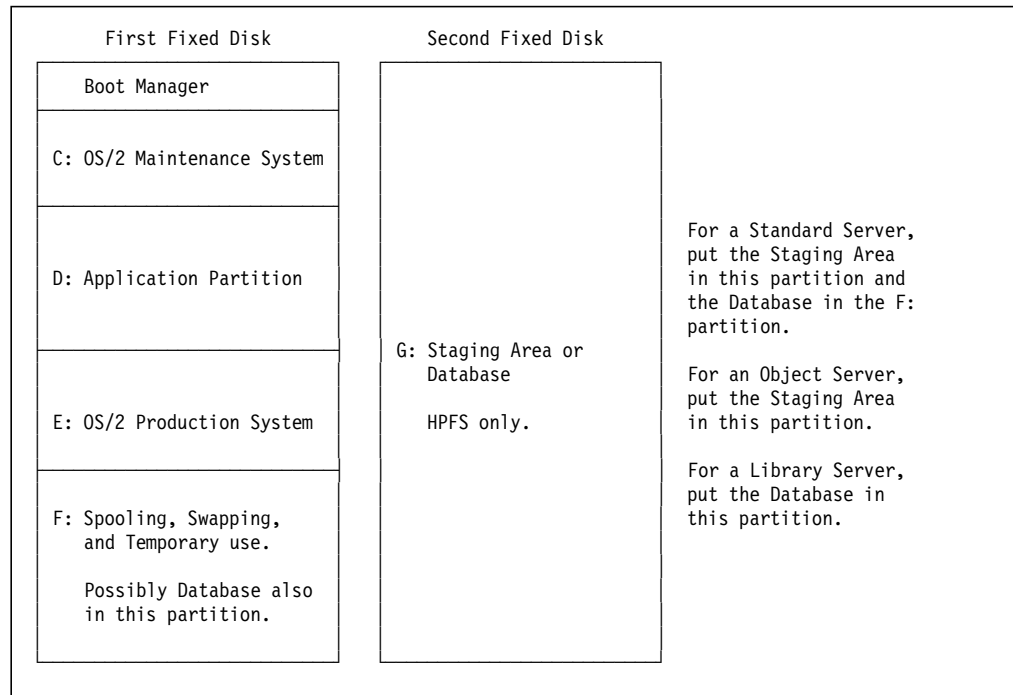 First Fixed Disk
Second Fixed Disk
Boot Manager
C: OS/2 Maintenance System
D: Application Partition
E: OS/2 Production System
F: Spooling, Swapping,
and Temporary use.
Possibly Database also
in this partition.
G: Staging Area or
Database
HPFS only.
For a Standard Server,
put the Staging Area
in this partition and
the Database in the F:
partition.
For an Object Server,
put the Staging Area
in this partition.
For a Library Server,
put the Database in
this partition.